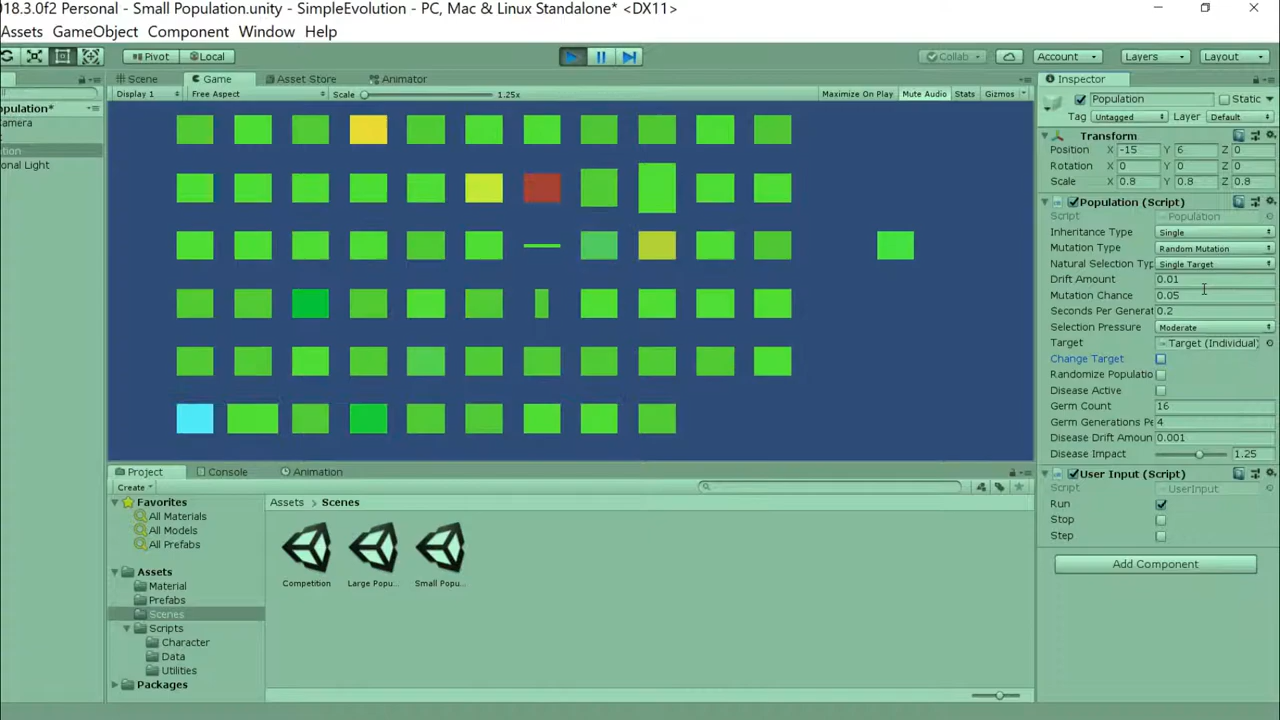 18.3.0f2 Personal - Small Population.unity - SimpleEvolution - PC, Mac & Linux Standalone* <DX11>
Assets GameObject Component Window Help
Pivot Local Collab Account Layers Layout
Scene Game Asset Store Animator
Display 1 Free Aspect Scale 1.25x Maximize On Play Mute Audio Stats Gizmos
opulation*
Camera
tion
ional Light
Inspector
Population Static
Tag Untagged Layer Default
Transform
Position X -15 Y 6 Z 0
Rotation X 0 Y 0 Z 0
Scale X 0.8 Y 0.8 Z 0.8
Population (Script)
Script Population
Inheritance Type Single
Mutation Type Random Mutation
Natural Selection Typ Single Target
Drift Amount 0.01
Mutation Chance 0.05
Seconds Per Generat 0.2
Selection Pressure Moderate
Target Target (Individual)
Change Target
Randomize Populatio
Disease Active
Germ Count 16
Germ Generations Pe 4
Disease Drift Amoun 0.001
Disease Impact 1.25
User Input (Script)
Script UserInput
Run
Stop
Step
Add Component
Project Console Animation
Create
Favorites
All Materials
All Models
All Prefabs
Assets
Material
Prefabs
Scenes
Scripts
Character
Data
Utilities
Packages
Assets Scenes
Competition Large Popu... Small Popu...